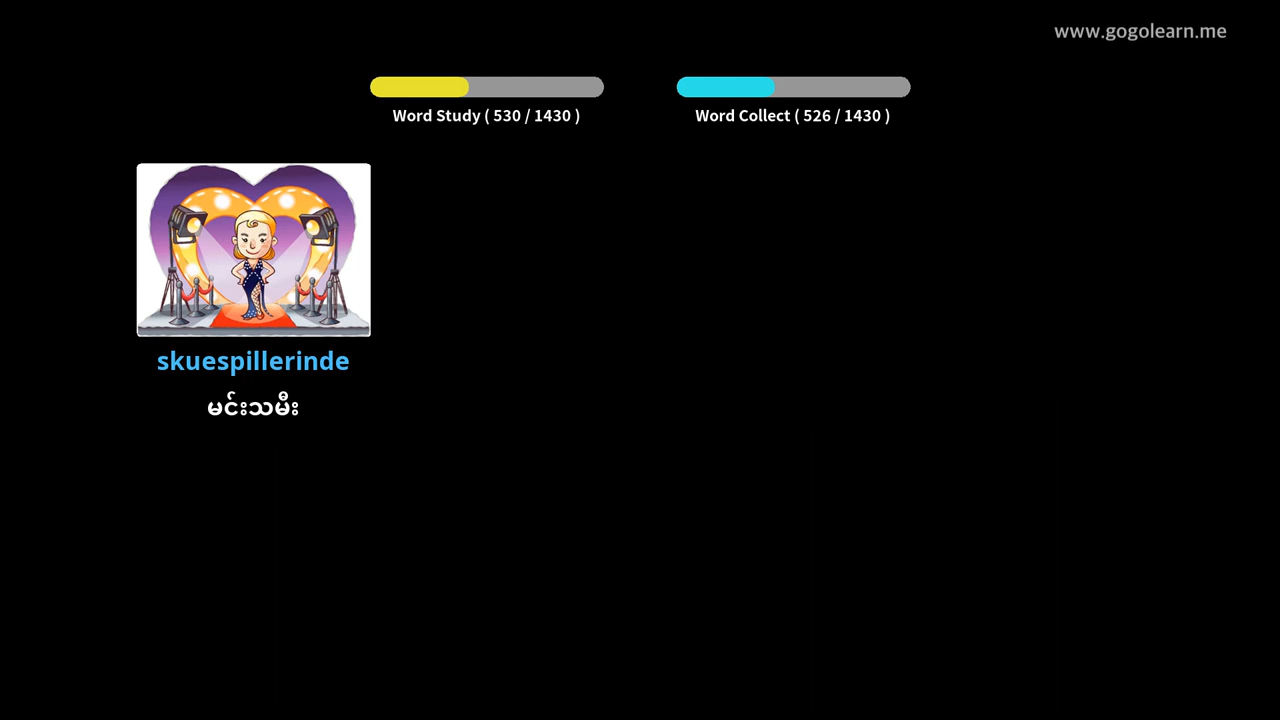 www.gogolearn.me
Word Study ( 530 / 1430 )
Word Collect ( 526 / 1430 )
skuespillerinde
မင်းသမီး